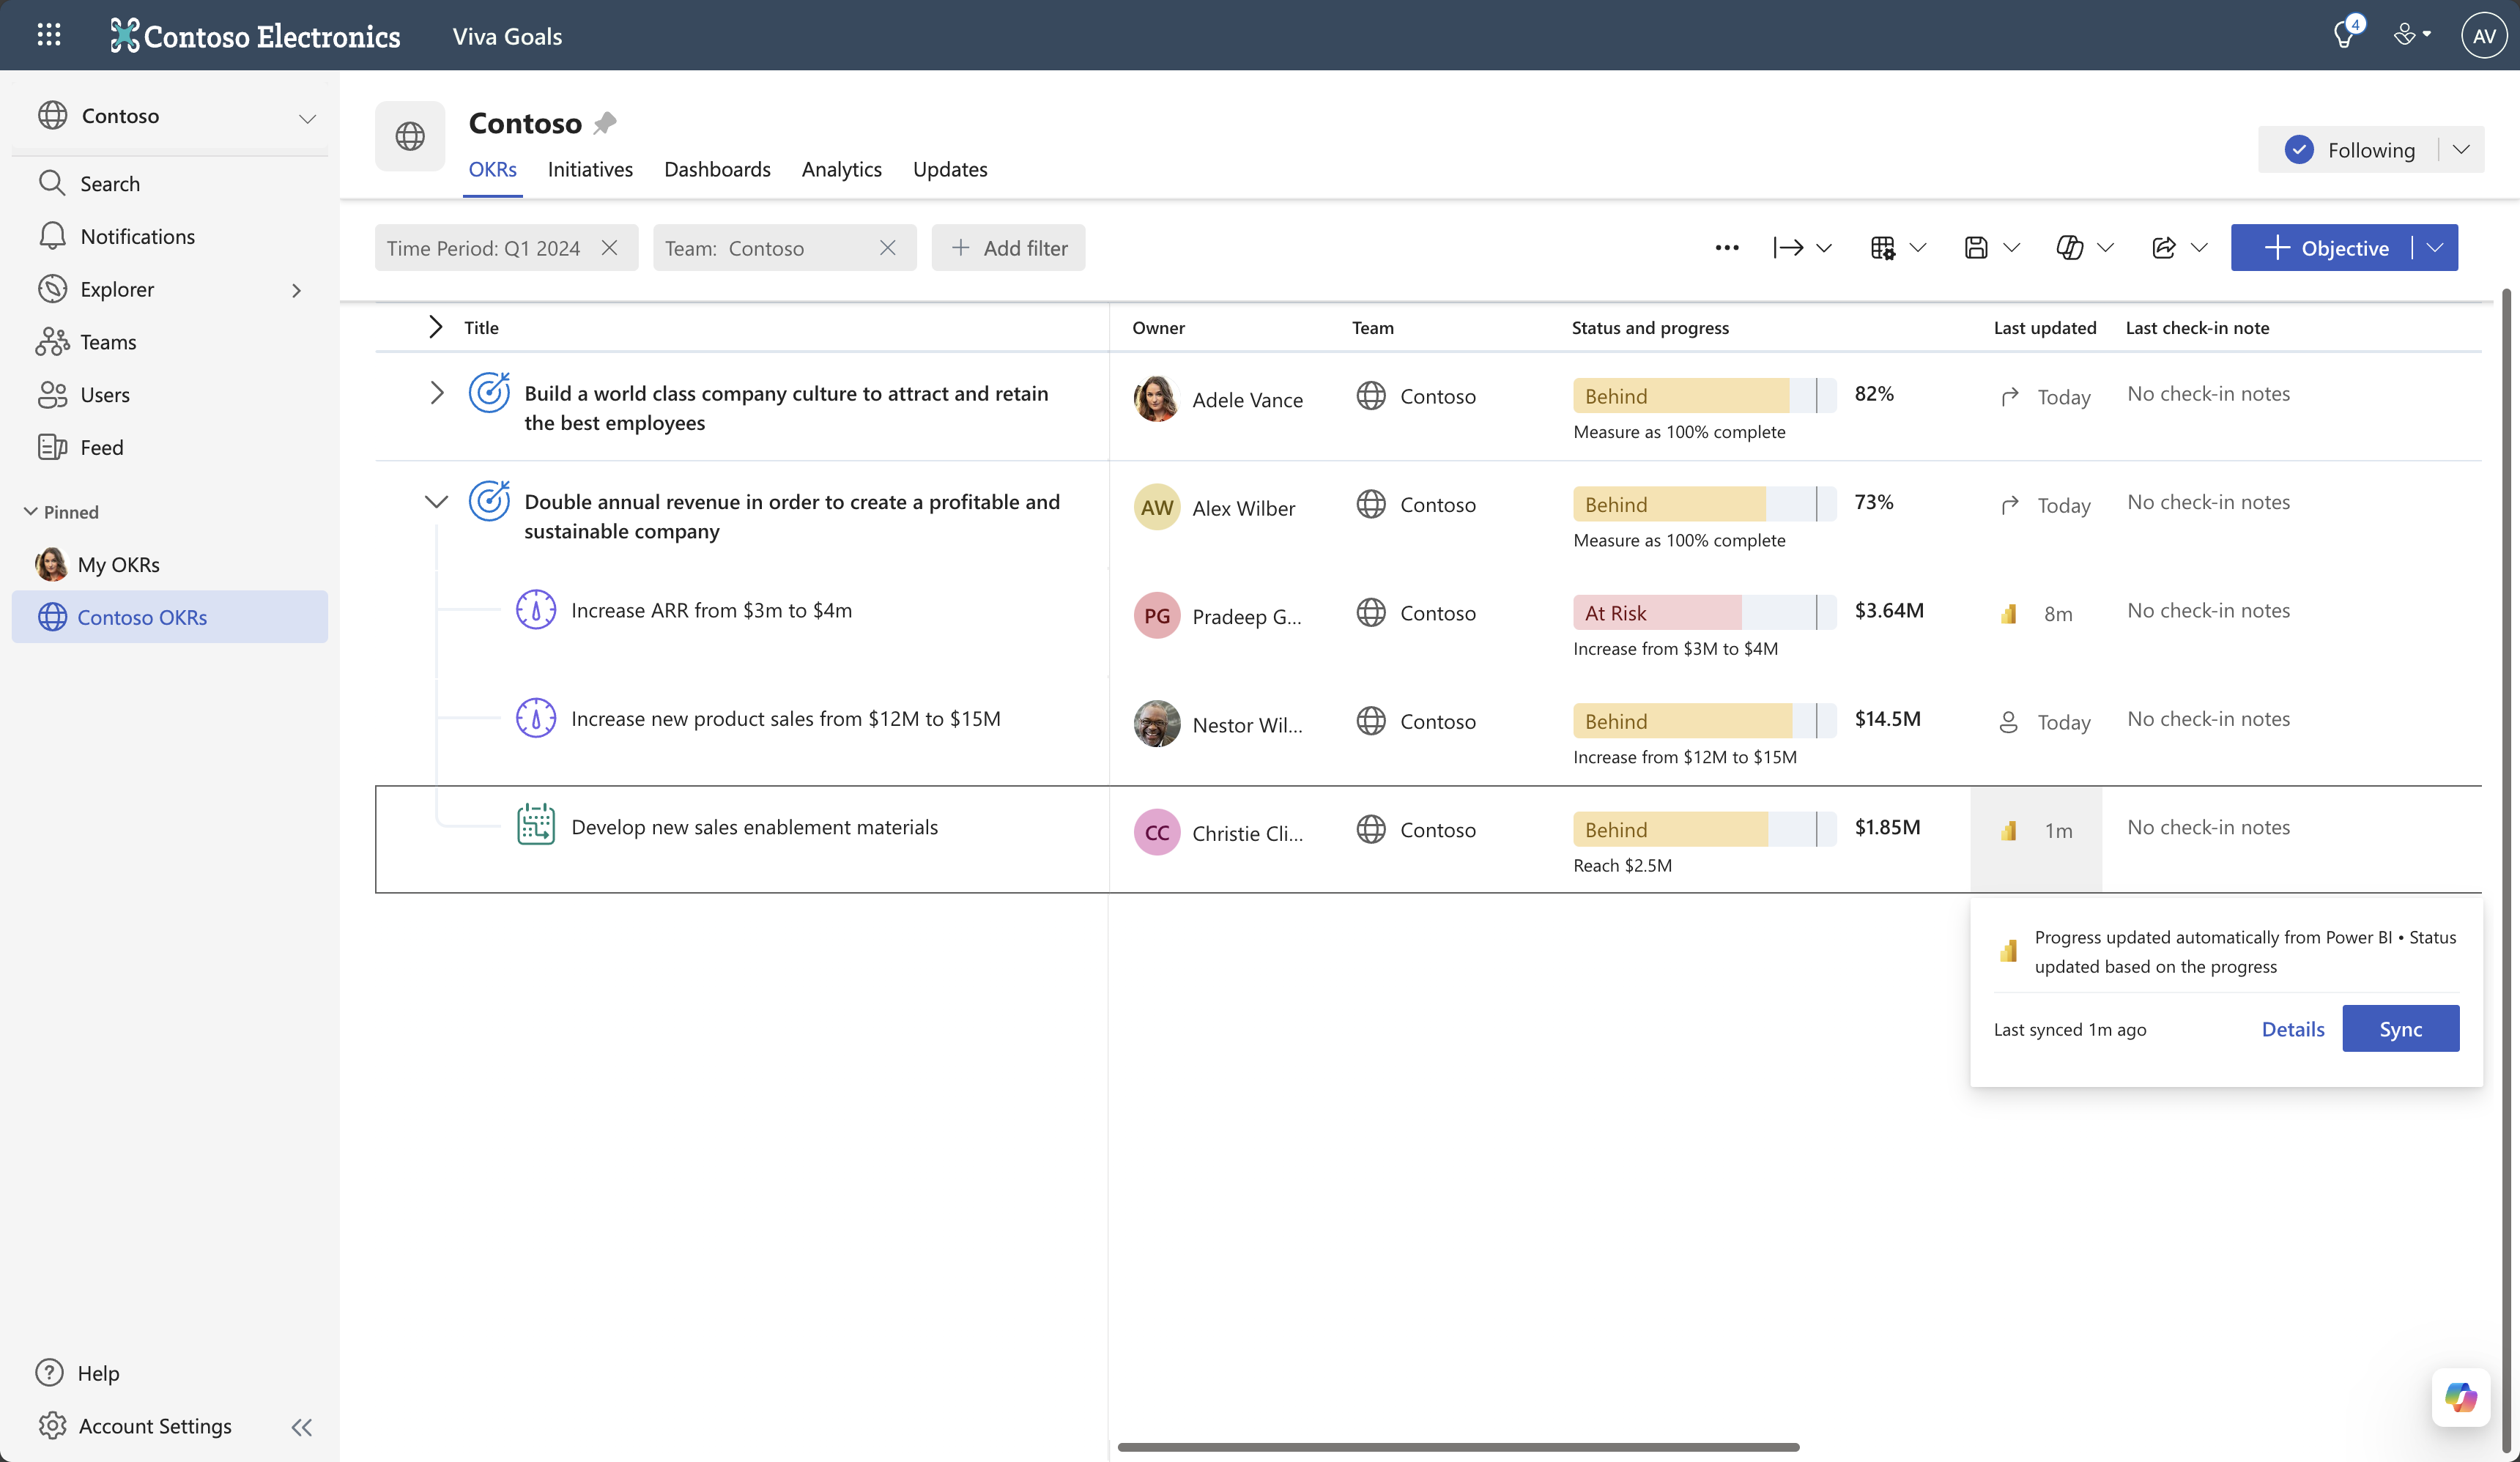 Contoso Electronics
Viva Goals
4
AV
Contoso
Search
Notifications
Explorer
Teams
Users
Feed
Pinned
My OKRs
Contoso OKRs
Help
Account Settings
Contoso
OKRs Initiatives Dashboards Analytics Updates
Following
Time Period: Q1 2024
Team: Contoso
Add filter
Objective
Title Owner Team Status and progress Last updated Last check-in note
Build a world class company culture to attract and retain
the best employees
Adele Vance
Contoso
Behind
82%
Measure as 100% complete
Today
No check-in notes
Double annual revenue in order to create a profitable and
sustainable company
AW
Alex Wilber
Contoso
Behind
73%
Measure as 100% complete
Today
No check-in notes
Increase ARR from $3m to $4m
PG
Pradeep G...
Contoso
At Risk
$3.64M
Increase from $3M to $4M
8m
No check-in notes
Increase new product sales from $12M to $15M
Nestor Wil...
Contoso
Behind
$14.5M
Increase from $12M to $15M
Today
No check-in notes
Develop new sales enablement materials
CC
Christie Cli...
Contoso
Behind
$1.85M
Reach $2.5M
1m
No check-in notes
Progress updated automatically from Power BI • Status
updated based on the progress
Last synced 1m ago
Details
Sync